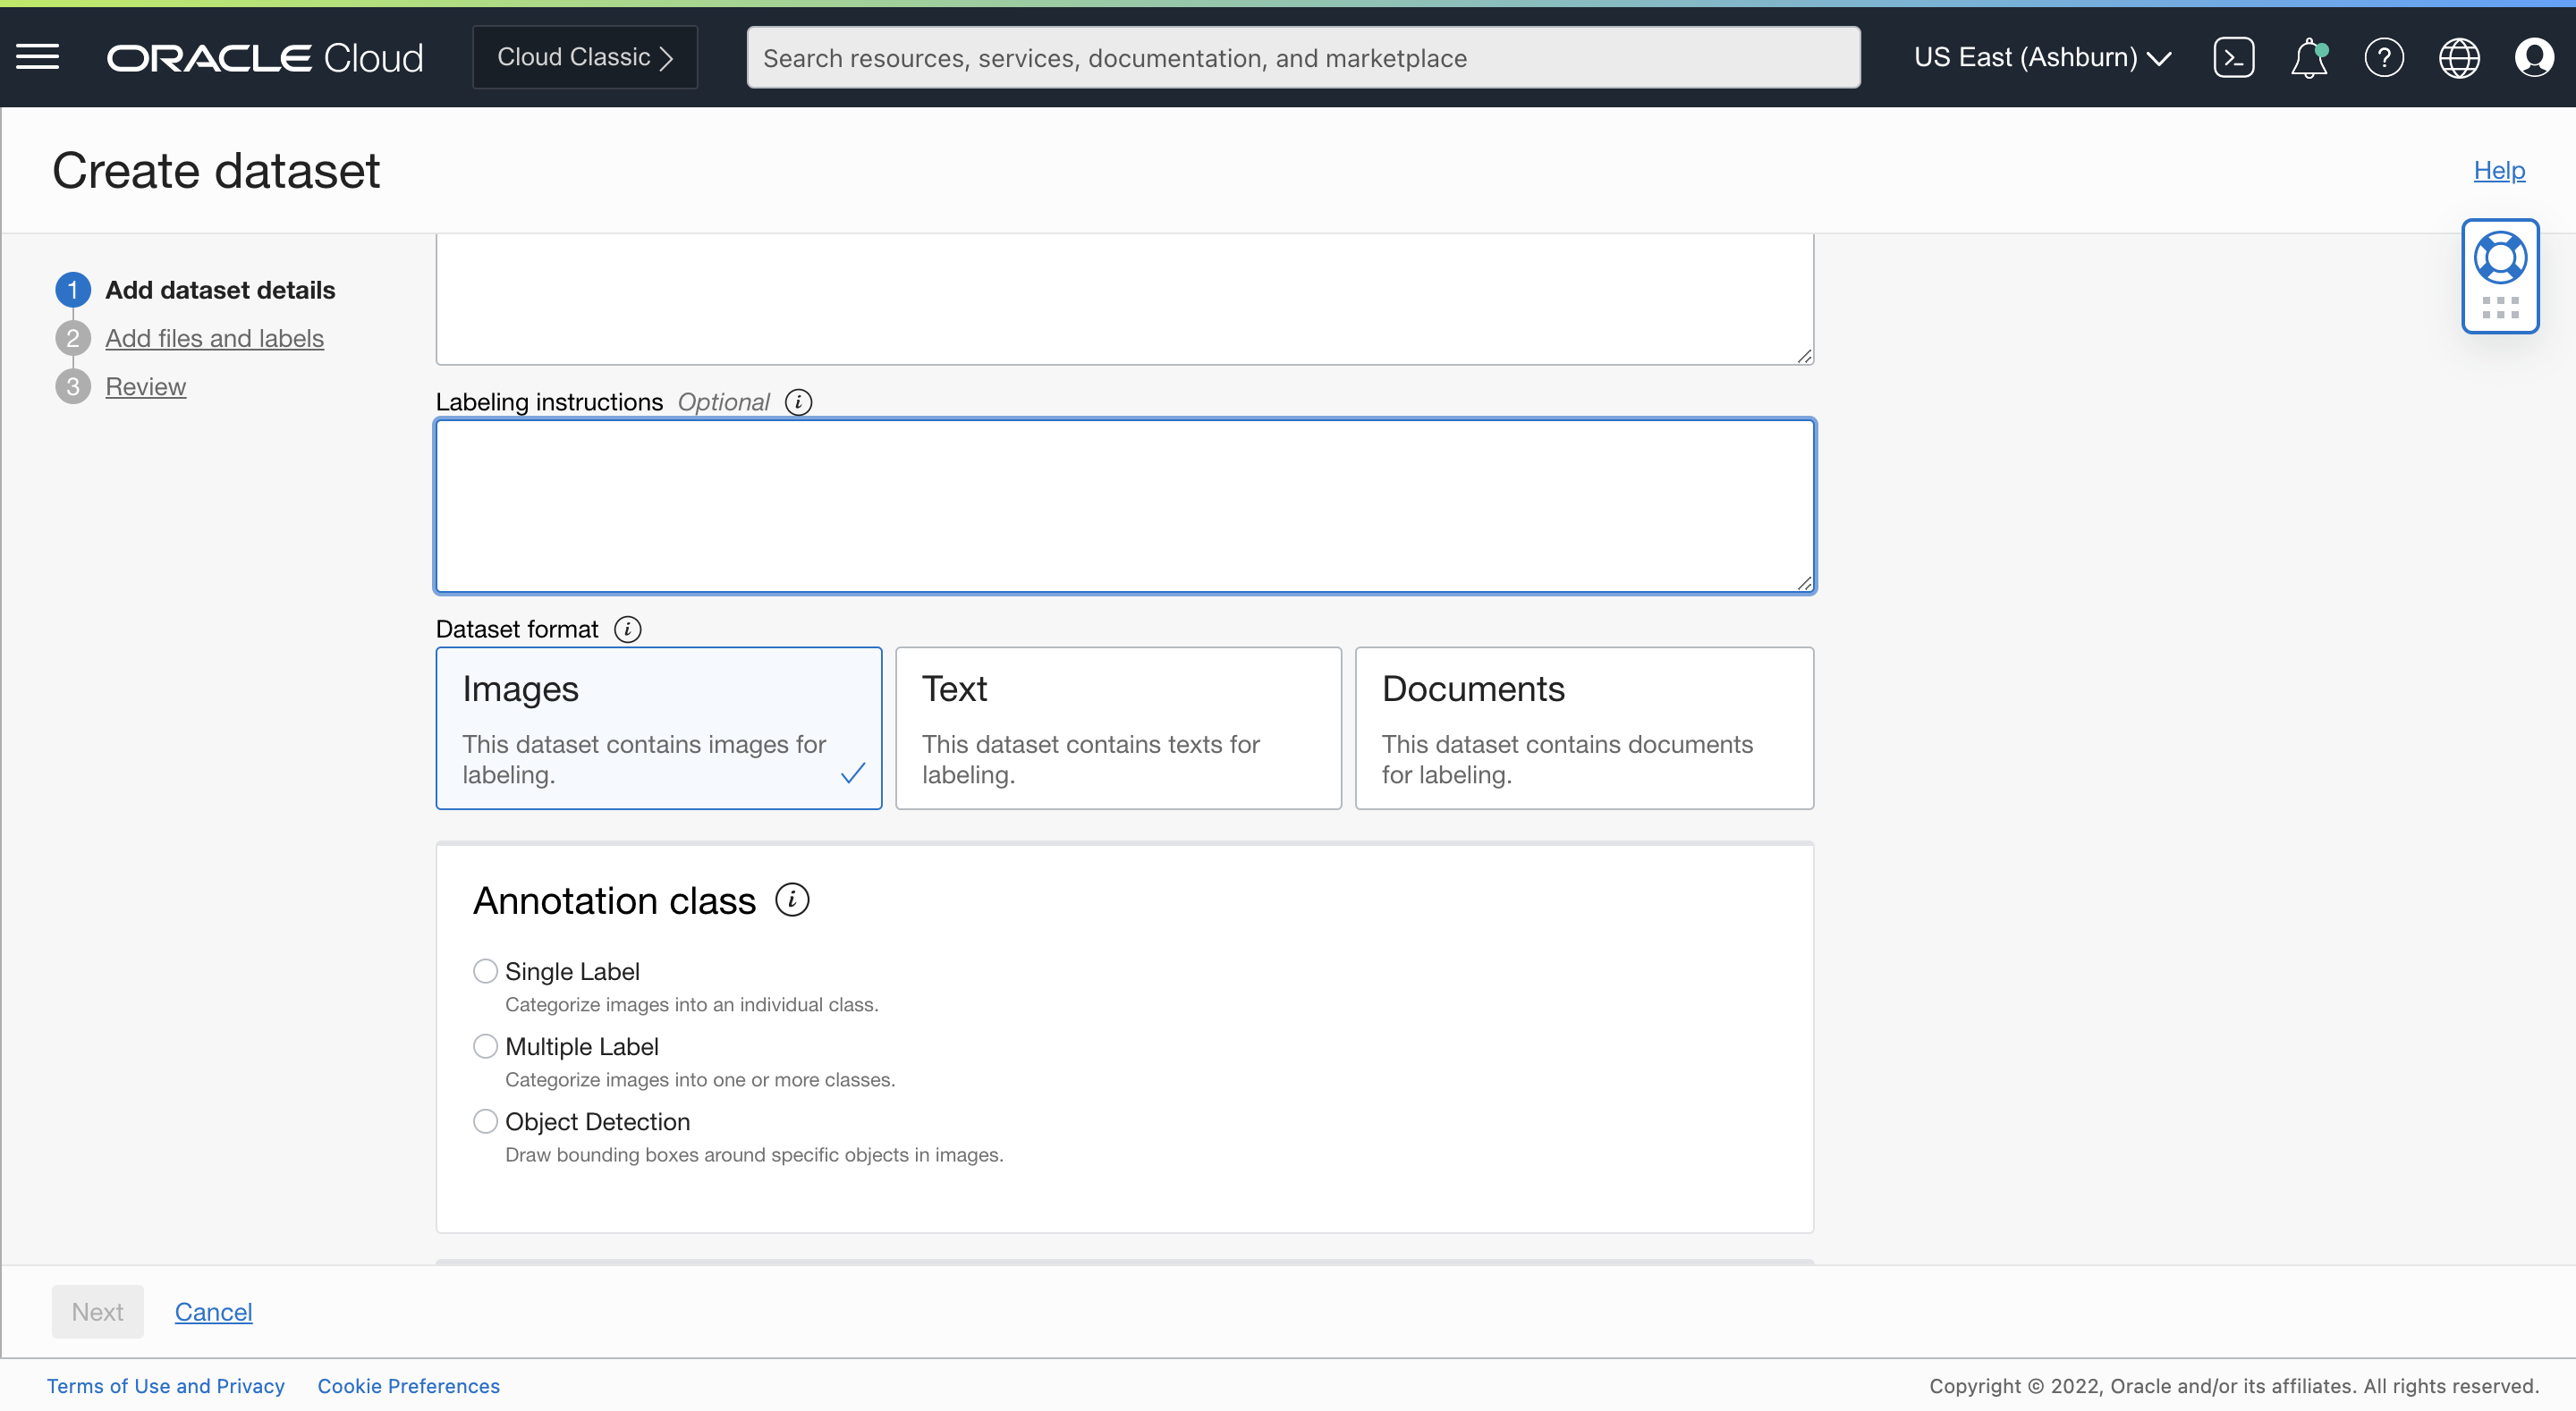 ORACLE Cloud
Cloud Classic
Search resources, services, documentation, and marketplace
US East (Ashburn)
Create dataset
Help
1 Add dataset details
2 Add files and labels
3 Review
Labeling instructions Optional
Dataset format
Images
This dataset contains images for
labeling.
Text
This dataset contains texts for
labeling.
Documents
This dataset contains documents
for labeling.
Annotation class
Single Label
Categorize images into an individual class.
Multiple Label
Categorize images into one or more classes.
Object Detection
Draw bounding boxes around specific objects in images.
Next
Cancel
Terms of Use and Privacy
Cookie Preferences
Copyright © 2022, Oracle and/or its affiliates. All rights reserved.